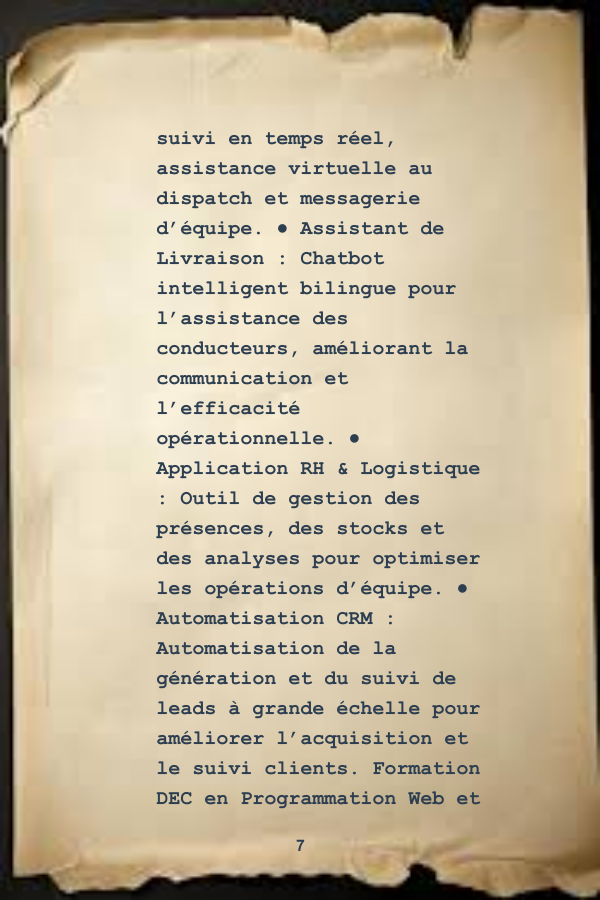 suivi en temps réel,
assistance virtuelle au
dispatch et messagerie
d’équipe. ● Assistant de
Livraison : Chatbot
intelligent bilingue pour
l’assistance des
conducteurs, améliorant la
communication et
l’efficacité
opérationnelle. ●
Application RH & Logistique
: Outil de gestion des
présences, des stocks et
des analyses pour optimiser
les opérations d’équipe. ●
Automatisation CRM :
Automatisation de la
génération et du suivi de
leads à grande échelle pour
améliorer l’acquisition et
le suivi clients. Formation
DEC en Programmation Web et
7